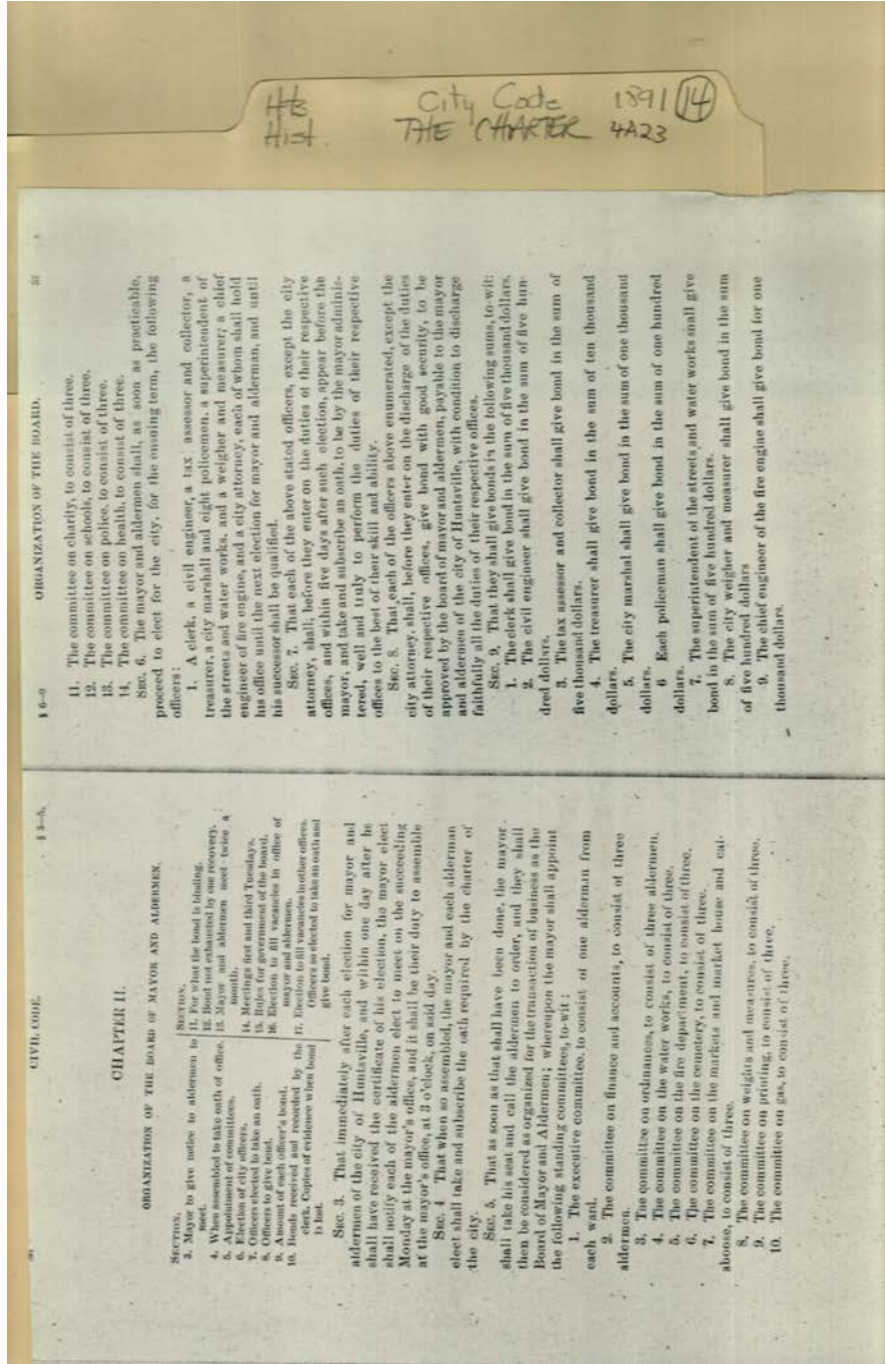 Hts City Code 1891 14
Hist. THE CHARTER 4A23
CIVIL CODE. § 3-5.
CHAPTER II.
ORGANIZATION OF THE BOARD OF MAYOR AND ALDERMEN.
SECTION.
3. Mayor to give notice to aldermen to
meet.
4. When assembled to take oath of office.
5. Appointment of committees.
6. Election of city officers.
7. Officers elected to take an oath.
8. Officers to give bond.
9. Amount of each officer's bond.
10. Bonds received and recorded by the
clerk. Copies of evidence when bond
is lost.
SECTION.
11. For what the bond is binding.
12. Bond not exhausted by one recovery.
13. Mayor and aldermen meet twice a
month.
14. Meetings first and third Tuesdays.
15. Rules for government of the board.
16. Election to fill vacancies in office of
mayor and aldermen.
17. Election to fill vacancies in other offices.
Officers so elected to take an oath and
give bond.
SEC. 3. That immediately after each election for mayor and
aldermen of the city of Huntsville, and within one day after he
shall have received the certificate of his election, the mayor elect
shall notify each of the aldermen elect to meet on the succeeding
Monday at the mayor's office, and it shall be their duty to assemble
at the mayor's office, at 3 o'clock, on said day.
SEC. 4 That when so assembled, the mayor and each alderman
elect shall take and subscribe the oath required by the charter of
the city.
SEC. 5. That as soon as that shall have been done, the mayor
shall take his seat and call the aldermen to order, and they shall
then be considered as organized for the transaction of business as the
Board of Mayor and Aldermen; whereupon the mayor shall appoint
the following standing committees, to-wit:
1. The executive committee, to consist of one alderman from
each ward.
2. The committee on finance and accounts, to consist of three
aldermen.
3. The committee on ordinances, to consist of three aldermen.
4. The committee on the water works, to consist of three.
5. The committee on the fire department, to consist of three.
6. The committee on the cemetery, to consist of three.
7. The committee on the markets and market house and cal-
aboose, to consist of three.
8. The committee on weights and measures, to consist of three.
9. The committee on printing, to consist of three.
10. The committee on gas, to consist of three.
§ 6-9 ORGANIZATION OF THE BOARD. 57
11. The committee on charity, to consist of three.
12. The committee on schools, to consist of three.
13. The committee on police, to consist of three.
14. The committee on health, to consist of three.
SEC. 6. The mayor and aldermen shall, as soon as practicable,
proceed to elect for the city, for the ensuing term, the following
officers:
1. A clerk, a civil engineer, a tax assessor and collector, a
treasurer, a city marshall and eight policemen, a superintendent of
the streets and water works, and a weigher and measurer; a chief
engineer of fire engine, and a city attorney, each of whom shall hold
his office until the next election for mayor and alderman, and until
his successor shall be qualified.
SEC. 7. That each of the above stated officers, except the city
attorney, shall, before they enter on the duties of their respective
offices, and within five days after such election, appear before the
mayor, and take and subscribe an oath, to be by the mayor adminis-
tered, well and truly to perform the duties of their respective
offices to the best of their skill and ability.
SEC. 8. That each of the officers above enumerated, except the
city attorney, shall, before they enter on the discharge of the duties
of their respective offices, give bond with good security, to be
approved by the board of mayor and aldermen, payable to the mayor
and aldermen of the city of Huntsville, with condition to discharge
faithfully all the duties of their respective offices.
SEC. 9. That they shall give bonds in the following sums, to-wit:
1. The clerk shall give bond in the sum of five thousand dollars.
2. The civil engineer shall give bond in the sum of five hun-
dred dollars.
3. The tax assessor and collector shall give bond in the sum of
five thousand dollars.
4. The treasurer shall give bond in the sum of ten thousand
dollars.
5. The city marshal shall give bond in the sum of one thousand
dollars.
6 Each policeman shall give bond in the sum of one hundred
dollars.
7. The superintendent of the streets and water works shall give
bond in the sum of five hundred dollars.
8. The city weigher and measurer shall give bond in the sum
of five hundred dollars
9. The chief engineer of the fire engine shall give bond for one
thousand dollars.